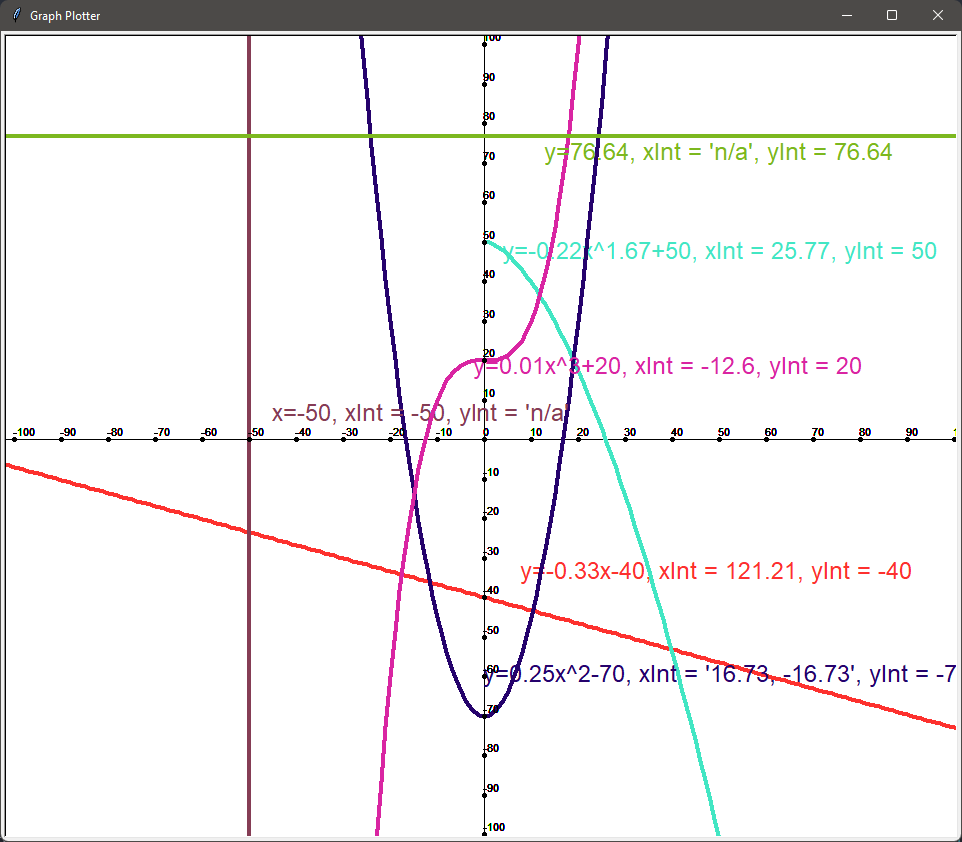 Graph Plotter
100
90
80
y=76.64, xInt = 'n/a', yInt = 76.64
70
60
50
y=-0.22x^1.67+50, xInt = 25.77, yInt = 50
40
30
20
y=0.01x^3+20, xInt = -12.6, yInt = 20
10
x=-50, xInt = -50, yInt = 'n/a'
-100 -90 -80 -70 -60 -50 -40 -30 -20 -10 0 10 20 30 40 50 60 70 80 90
-10
-20
-30
y=-0.33x-40, xInt = 121.21, yInt = -40
-40
-50
-60
y=0.25x^2-70, xInt = '16.73, -16.73', yInt = -7
-70
-80
-90
-100